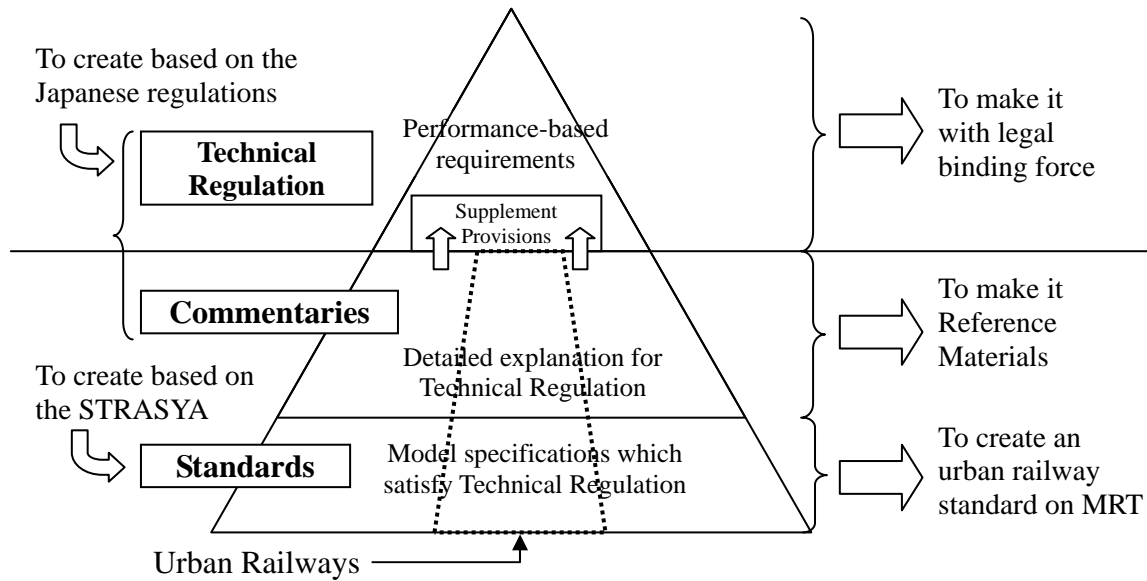 To create based on the
Japanese regulations
Technical
Regulation
Performance-based
requirements
Supplement
Provisions
To make it
with legal
binding force
Commentaries
Detailed explanation for
Technical Regulation
To make it
Reference
Materials
To create based on
the STRASYA
Standards
Model specifications which
satisfy Technical Regulation
To create an
urban railway
standard on MRT
Urban Railways